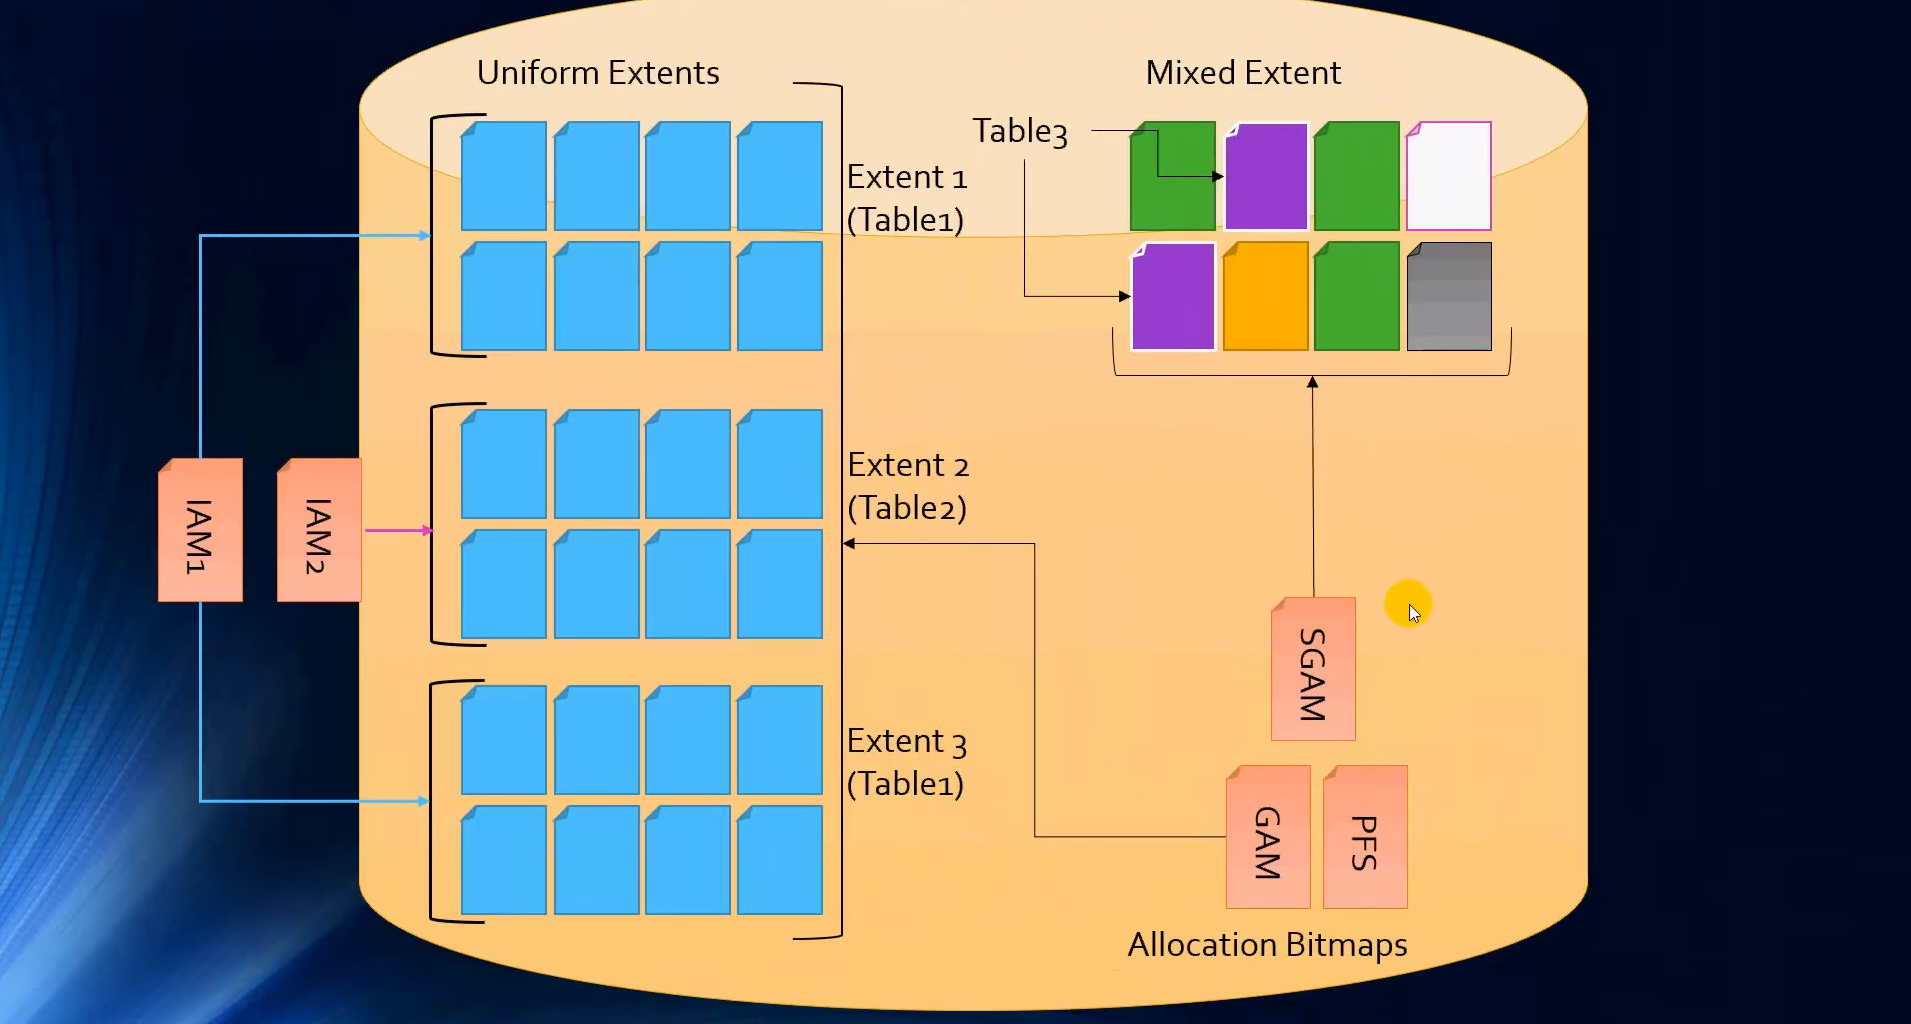 Uniform Extents
Mixed Extent
Table3
Extent 1
(Table1)
Extent 2
(Table2)
IAM1
IAM2
SGAM
Extent 3
(Table1)
GAM
PFS
Allocation Bitmaps